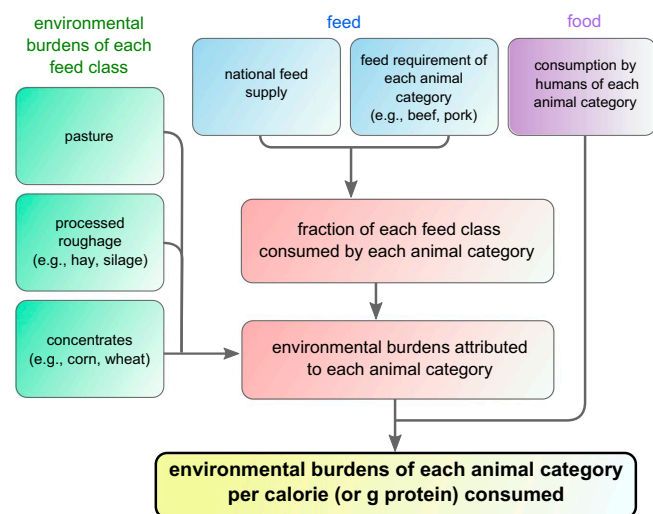 environmental
burdens of each
feed class
feed
food
pasture
processed
roughage
(e.g., hay, silage)
concentrates
(e.g., corn, wheat)
national feed
supply
feed requirement of
each animal
category
(e.g., beef, pork)
consumption by
humans of each
animal category
fraction of each feed class
consumed by each animal category
environmental burdens attributed
to each animal category
environmental burdens of each animal category
per calorie (or g protein) consumed